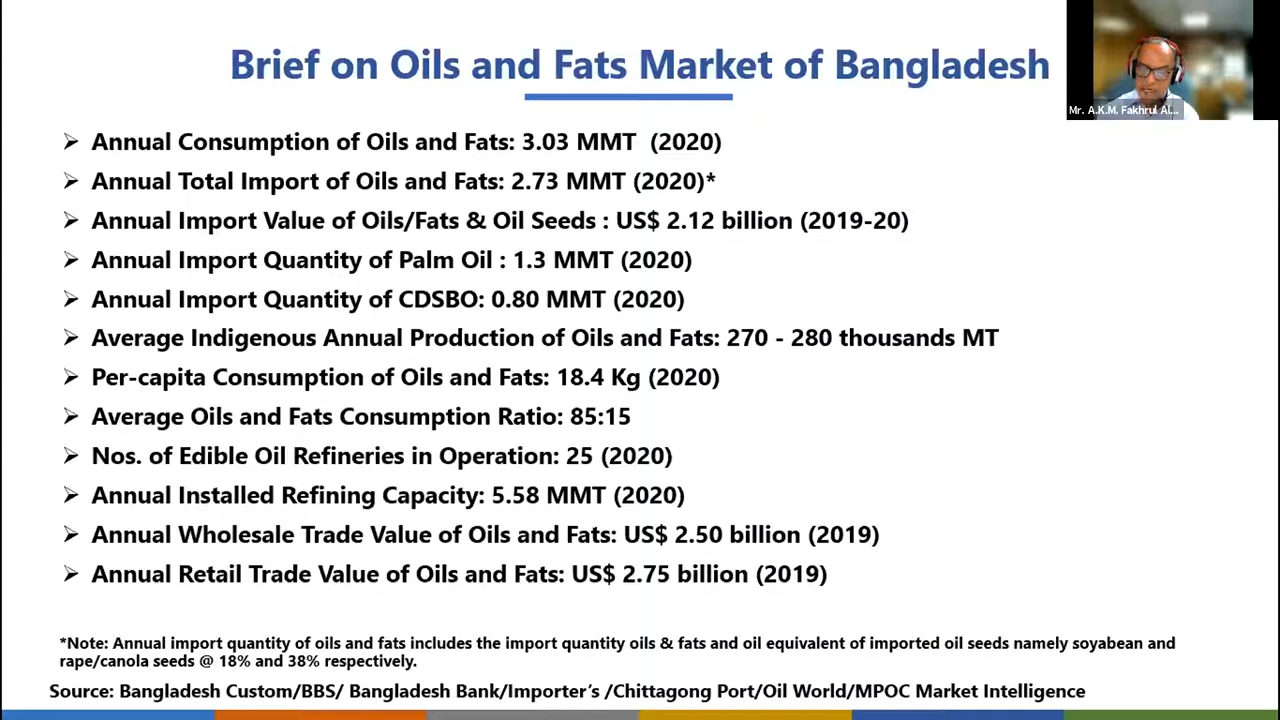 Brief on Oils and Fats Market of Bangladesh
Mr. A.K.M. Fakhrul Al...
➢ Annual Consumption of Oils and Fats: 3.03 MMT (2020)
➢ Annual Total Import of Oils and Fats: 2.73 MMT (2020)*
➢ Annual Import Value of Oils/Fats & Oil Seeds : US$ 2.12 billion (2019-20)
➢ Annual Import Quantity of Palm Oil : 1.3 MMT (2020)
➢ Annual Import Quantity of CDSBO: 0.80 MMT (2020)
➢ Average Indigenous Annual Production of Oils and Fats: 270 - 280 thousands MT
➢ Per-capita Consumption of Oils and Fats: 18.4 Kg (2020)
➢ Average Oils and Fats Consumption Ratio: 85:15
➢ Nos. of Edible Oil Refineries in Operation: 25 (2020)
➢ Annual Installed Refining Capacity: 5.58 MMT (2020)
➢ Annual Wholesale Trade Value of Oils and Fats: US$ 2.50 billion (2019)
➢ Annual Retail Trade Value of Oils and Fats: US$ 2.75 billion (2019)
*Note: Annual import quantity of oils and fats includes the import quantity oils & fats and oil equivalent of imported oil seeds namely soyabean and
rape/canola seeds @ 18% and 38% respectively.
Source: Bangladesh Custom/BBS/ Bangladesh Bank/Importer's /Chittagong Port/Oil World/MPOC Market Intelligence